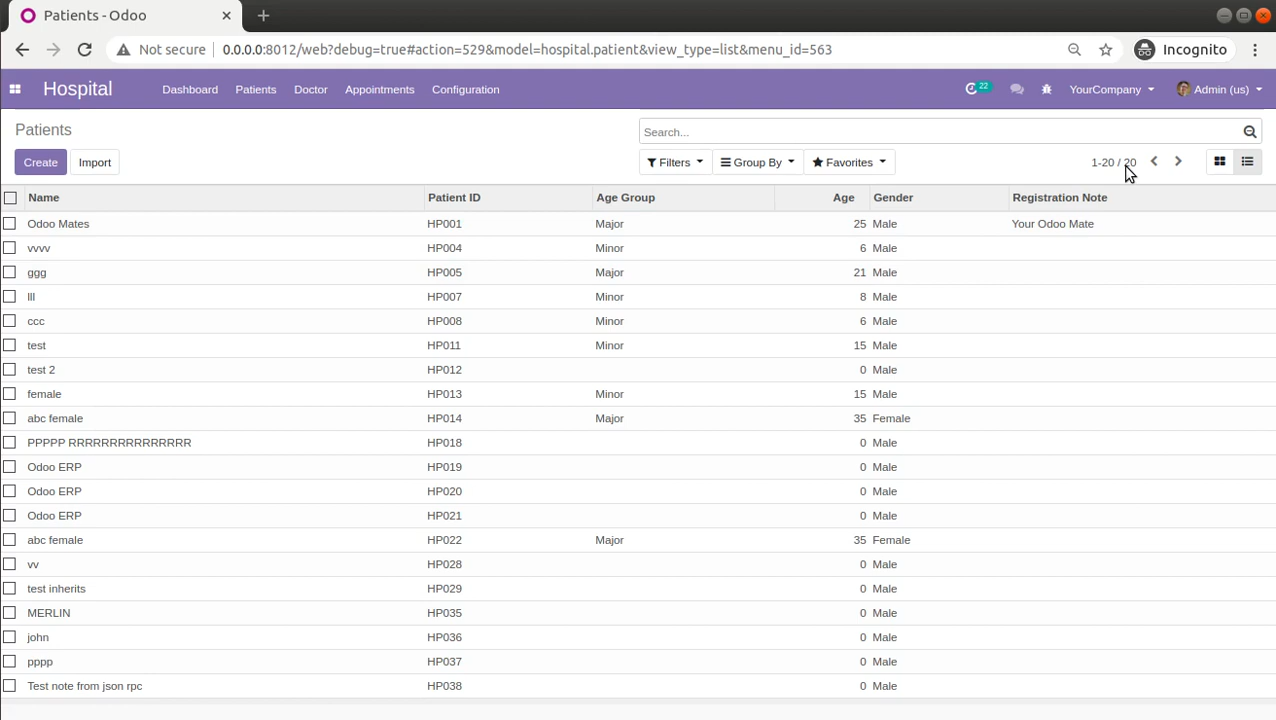 Patients - Odoo
Not secure 0.0.0.0:8012/web?debug=true#action=529&model=hospital.patient&view_type=list&menu_id=563 Incognito
Hospital Dashboard Patients Doctor Appointments Configuration 22 YourCompany Admin (us)
Patients Search...
Create Import Filters Group By Favorites 1-20 / 20
Name Patient ID Age Group Age Gender Registration Note
Odoo Mates HP001 Major 25 Male Your Odoo Mate
vvvv HP004 Minor 6 Male
ggg HP005 Major 21 Male
lll HP007 Minor 8 Male
ccc HP008 Minor 6 Male
test HP011 Minor 15 Male
test 2 HP012 0 Male
female HP013 Minor 15 Male
abc female HP014 Major 35 Female
PPPPP RRRRRRRRRRRRRRR HP018 0 Male
Odoo ERP HP019 0 Male
Odoo ERP HP020 0 Male
Odoo ERP HP021 0 Male
abc female HP022 Major 35 Female
vv HP028 0 Male
test inherits HP029 0 Male
MERLIN HP035 0 Male
john HP036 0 Male
pppp HP037 0 Male
Test note from json rpc HP038 0 Male